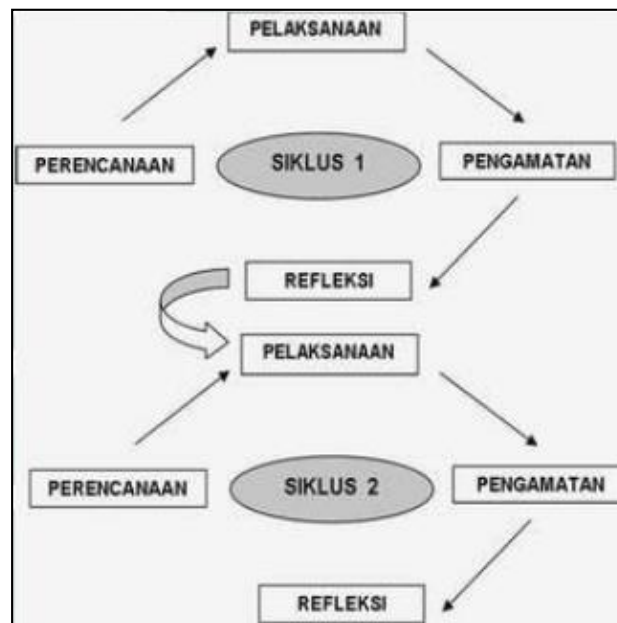 PELAKSANAAN
PERENCANAAN
SIKLUS 1
PENGAMATAN
REFLEKSI
PELAKSANAAN
PERENCANAAN
SIKLUS 2
PENGAMATAN
REFLEKSI